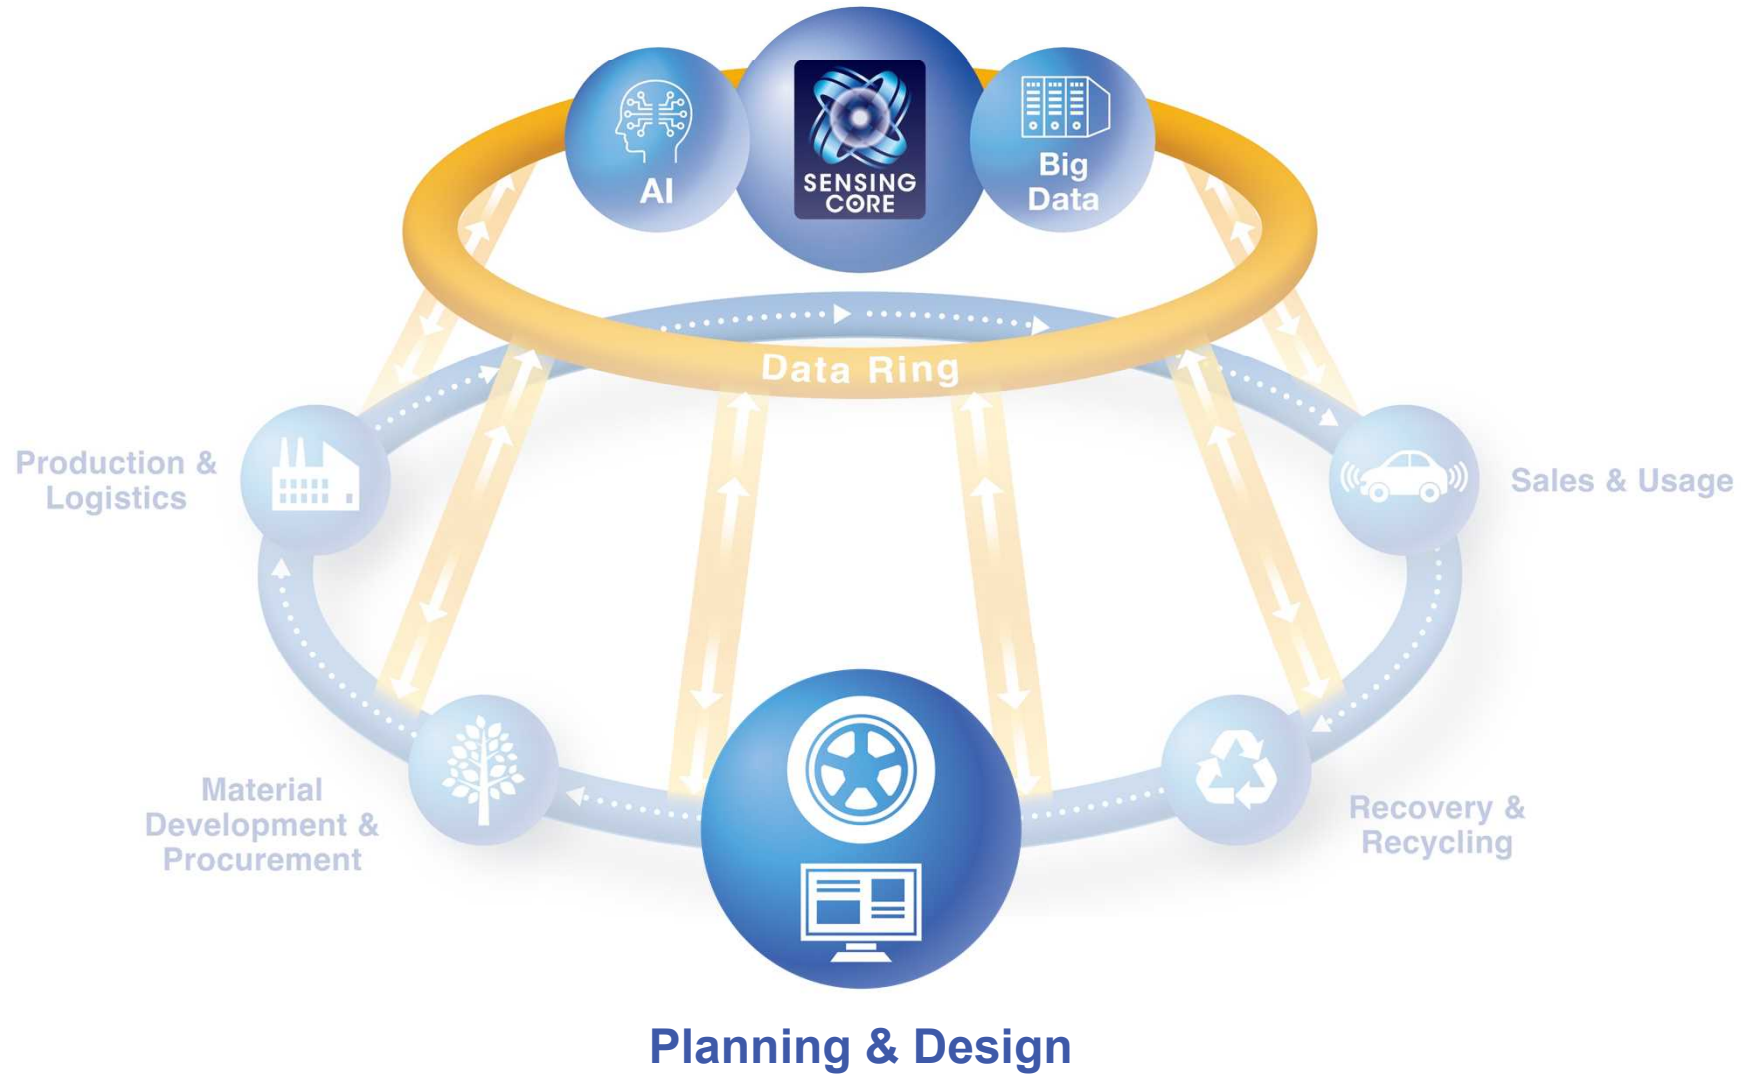 AI
SENSING
CORE
Big
Data
Data Ring
Production &
Logistics
Sales & Usage
Material
Development &
Procurement
Recovery &
Recycling
Planning & Design